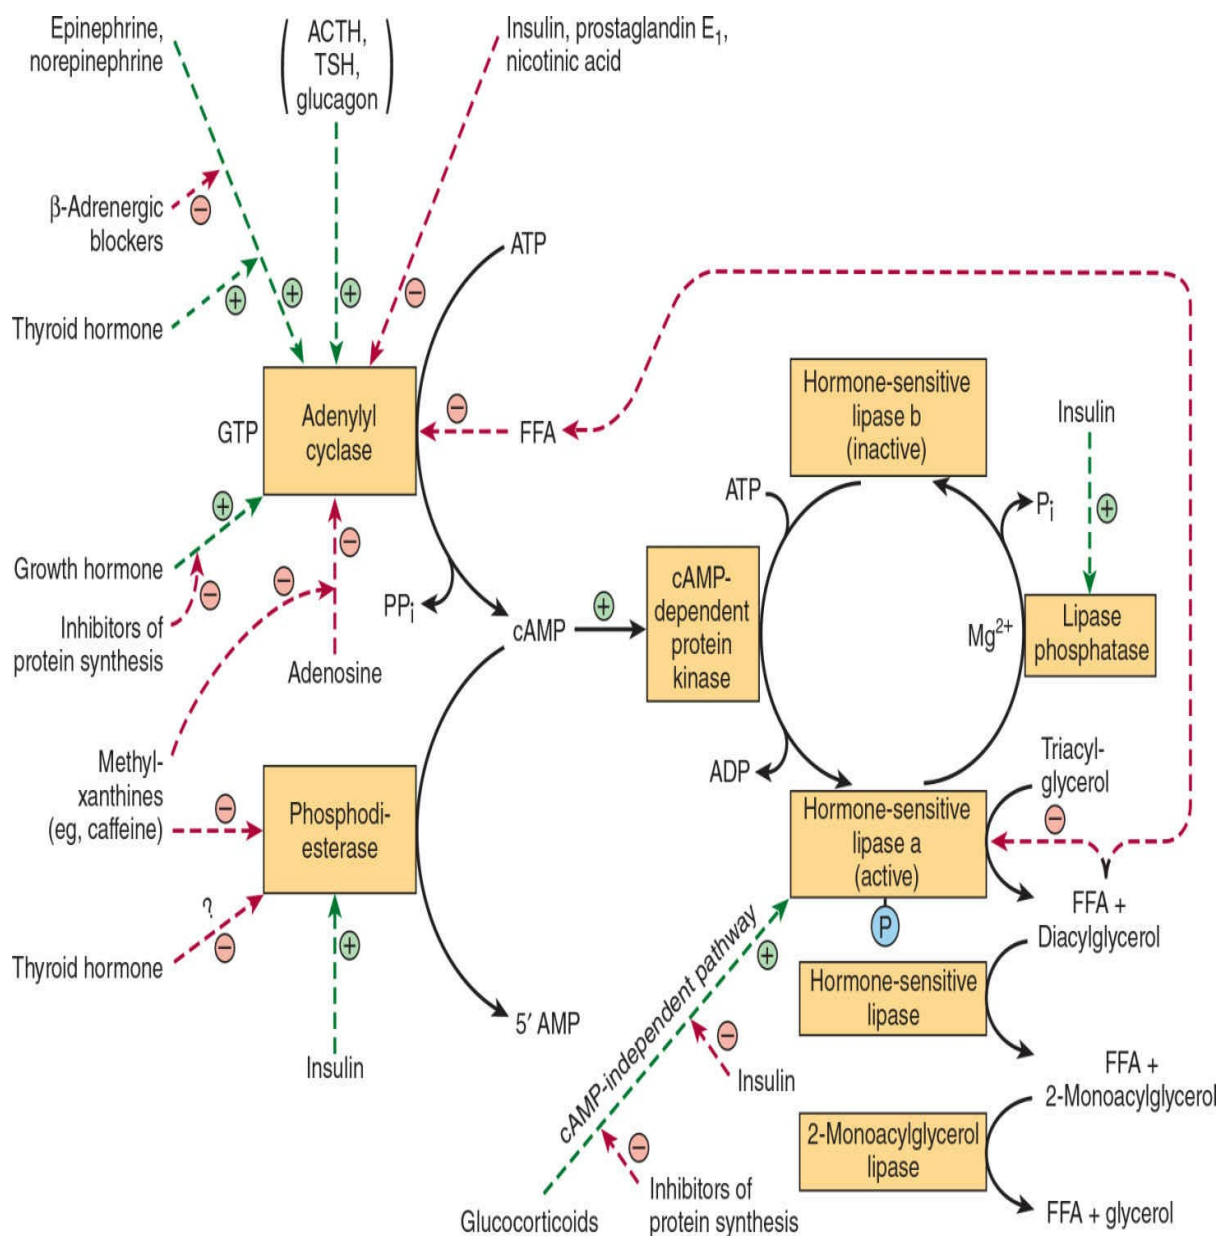 Epinephrine,
norepinephrine
ACTH,
TSH,
glucagon
Insulin, prostaglandin E₁,
nicotinic acid
β-Adrenergic
blockers
−
Thyroid hormone
+
+
+
−
ATP
GTP
Adenylyl
cyclase
−
FFA
Hormone-sensitive
lipase b
(inactive)
Insulin
+
ATP
Pᵢ
Growth hormone
+
−
Inhibitors of
protein synthesis
−
−
Adenosine
PPᵢ
cAMP
+
cAMP-
dependent
protein
kinase
Mg²⁺
Lipase
phosphatase
ADP
Methyl-
xanthines
(eg, caffeine)
−
Phosphodi-
esterase
Thyroid hormone
?
−
+
Insulin
5′ AMP
Hormone-sensitive
lipase a
(active)
P
Triacyl-
glycerol
−
FFA +
Diacylglycerol
Hormone-sensitive
lipase
FFA +
2-Monoacylglycerol
2-Monoacylglycerol
lipase
FFA + glycerol
cAMP-independent pathway
+
−
Insulin
−
Inhibitors of
protein synthesis
Glucocorticoids